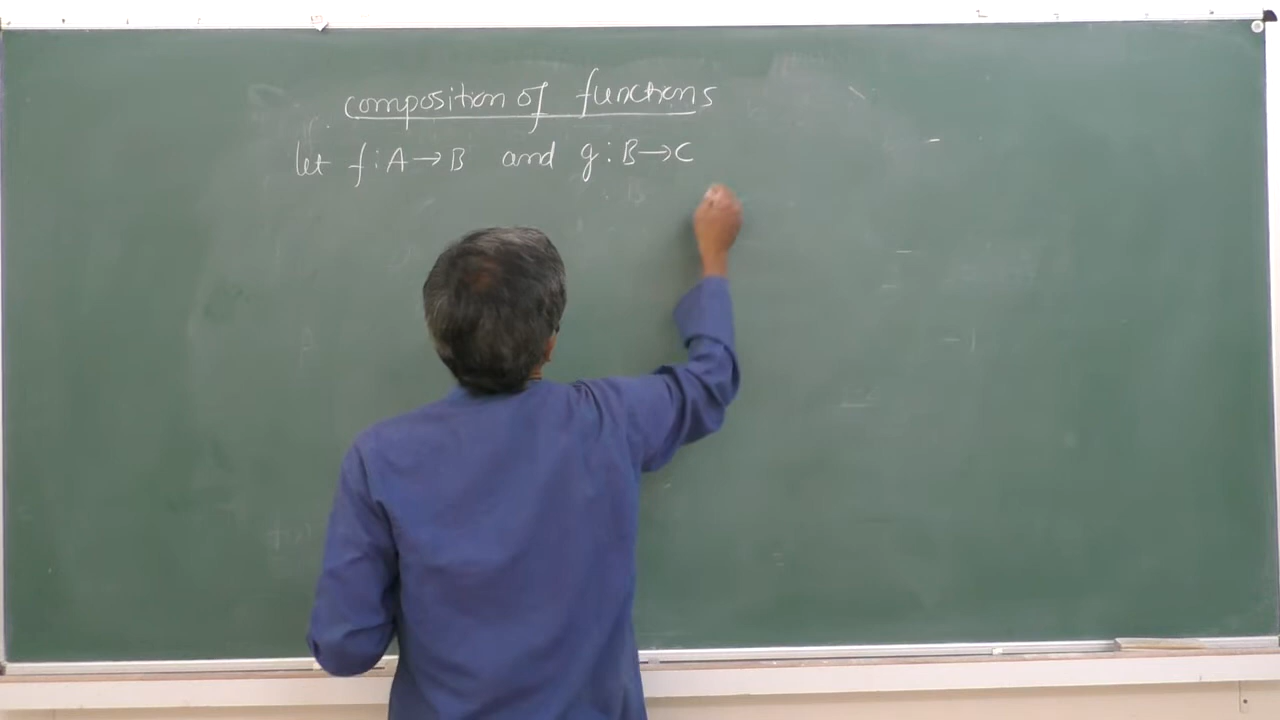 composition of functions
let f : A → B and g : B → C